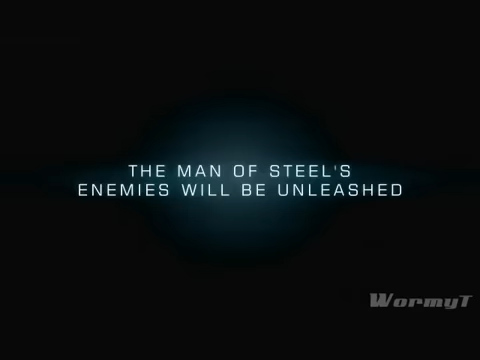 THE MAN OF STEEL'S
ENEMIES WILL BE UNLEASHED
WormyT